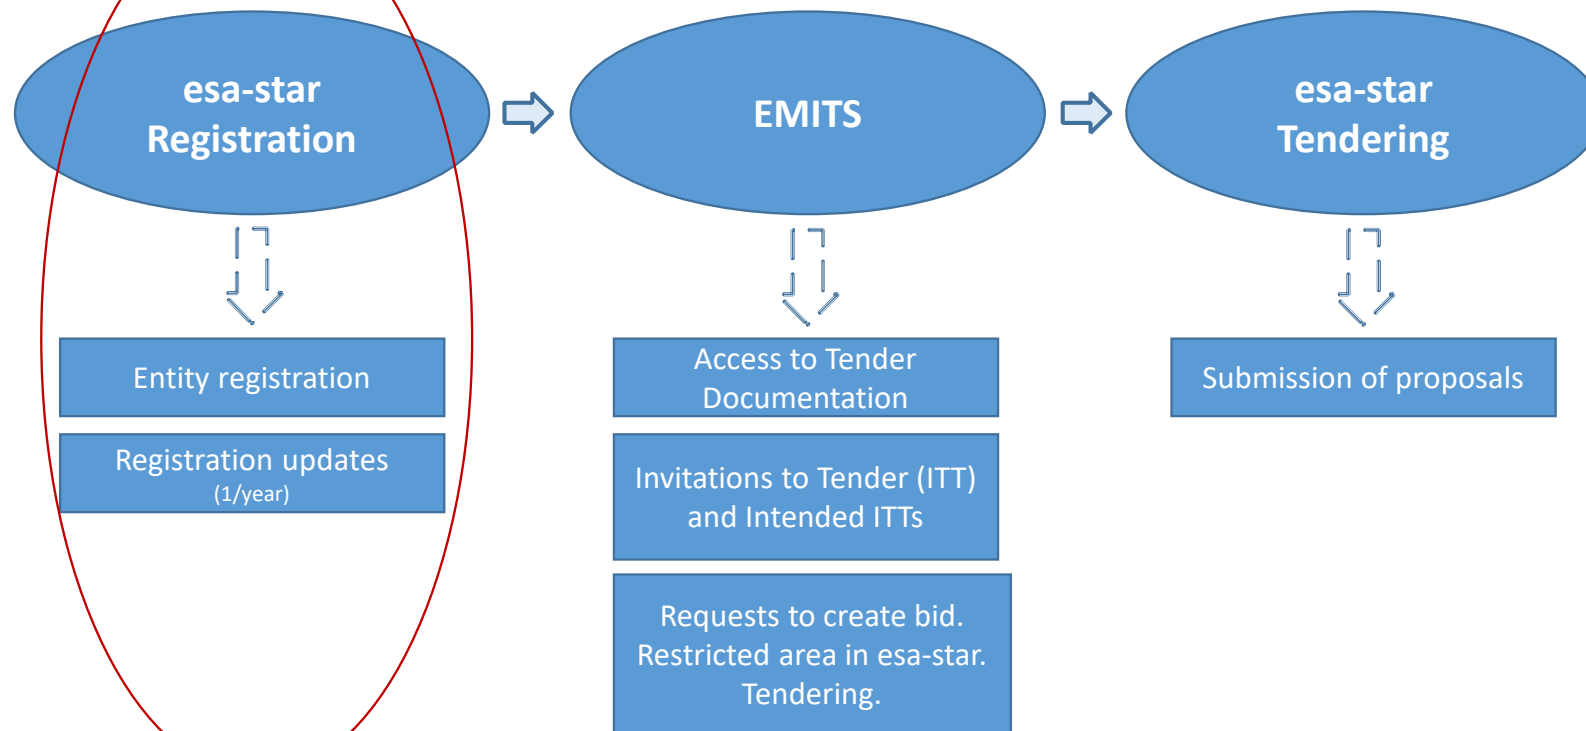 esa-star
Registration
EMITS
esa-star
Tendering
Entity registration
Registration updates
(1/year)
Access to Tender
Documentation
Invitations to Tender (ITT)
and Intended ITTs
Requests to create bid.
Restricted area in esa-star.
Tendering.
Submission of proposals